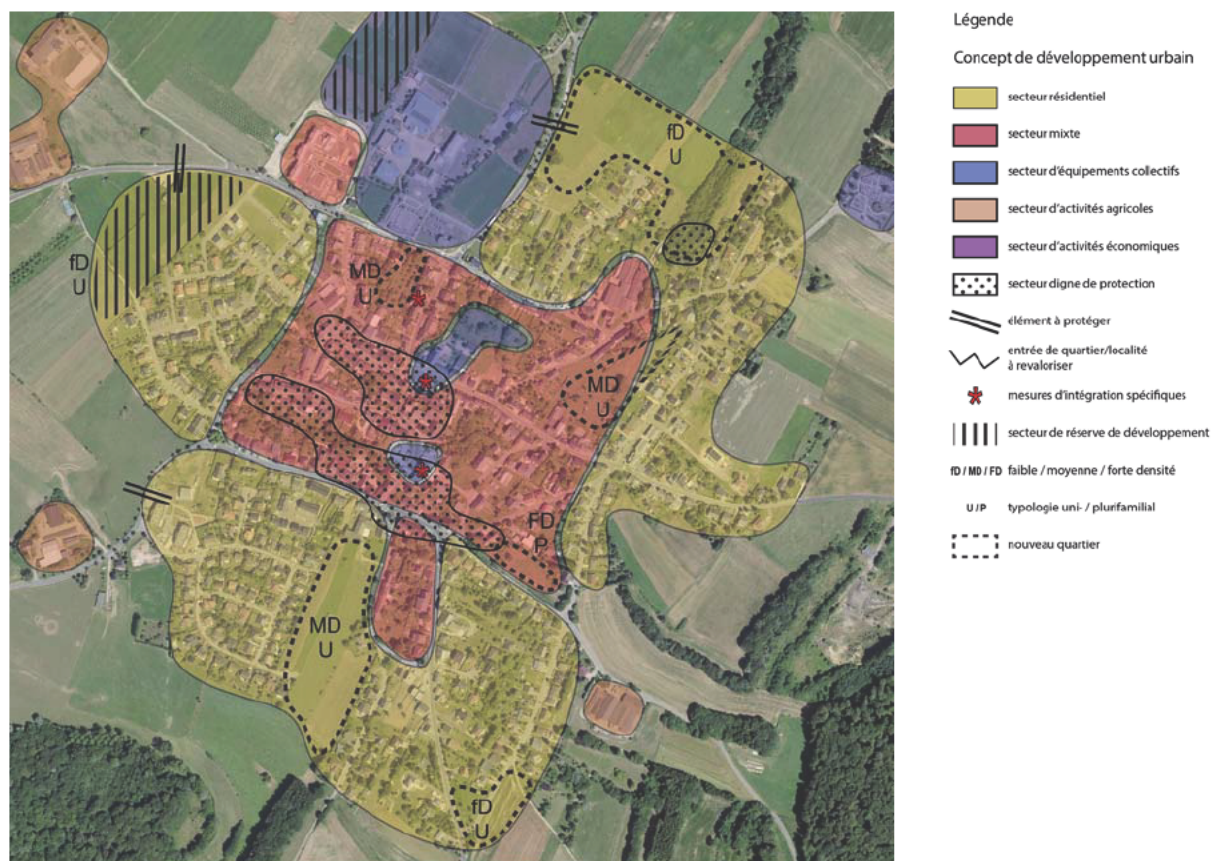 Légende
Concept de développement urbain
secteur résidentiel
secteur mixte
secteur d'équipements collectifs
secteur d'activités agricoles
secteur d'activités économiques
secteur digne de protection
élément à protéger
entrée de quartier/localité
à revaloriser
mesures d'intégration spécifiques
secteur de réserve de développement
fD / MD / FD faible / moyenne / forte densité
U / P typologie uni- / plurifamilial
nouveau quartier
fD
U
fD
U
MD
U
MD
U
FD
P
MD
U
fD
U